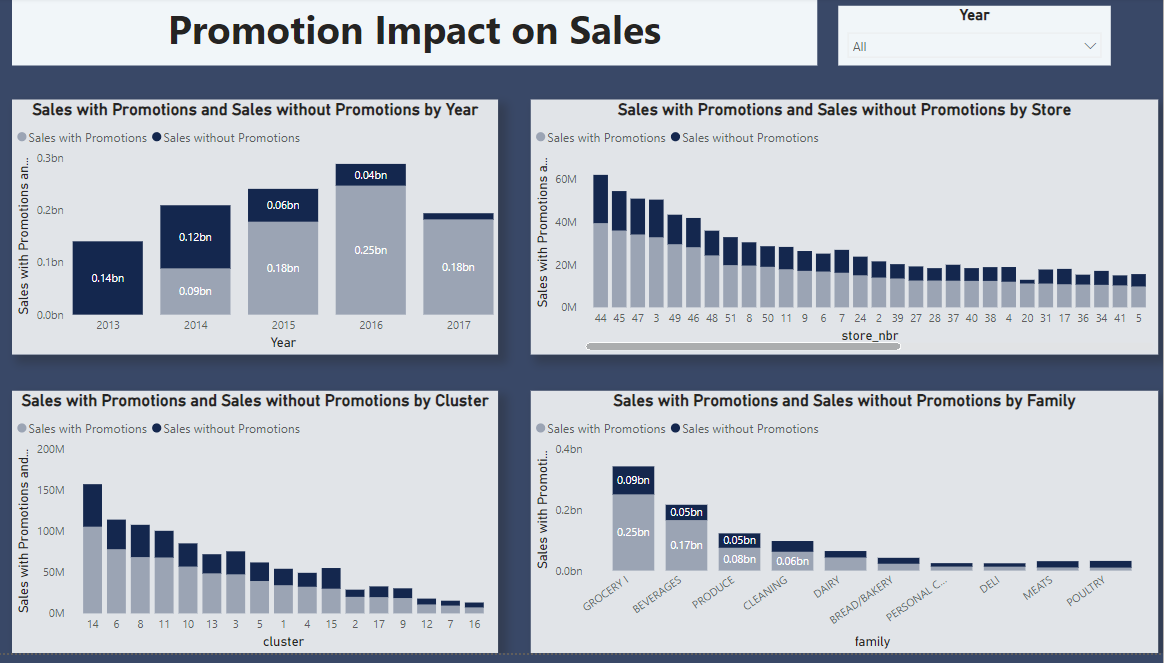 Promotion Impact on Sales
Year
All
Sales with Promotions and Sales without Promotions by Year
Sales with Promotions Sales without Promotions
Sales with Promotions an...
0.3bn
0.2bn
0.1bn
0.0bn
0.14bn
0.12bn
0.09bn
0.06bn
0.18bn
0.04bn
0.25bn
0.18bn
2013 2014 2015 2016 2017
Year
Sales with Promotions and Sales without Promotions by Store
Sales with Promotions Sales without Promotions
Sales with Promotions a...
60M
40M
20M
0M
44 45 47 3 49 46 48 51 8 50 11 9 6 7 24 2 39 27 28 37 40 38 4 20 31 17 36 34 41 5
store_nbr
Sales with Promotions and Sales without Promotions by Cluster
Sales with Promotions Sales without Promotions
Sales with Promotions and...
200M
150M
100M
50M
0M
14 6 8 11 10 13 3 5 1 4 15 2 17 9 12 7 16
cluster
Sales with Promotions and Sales without Promotions by Family
Sales with Promotions Sales without Promotions
Sales with Promoti...
0.4bn
0.2bn
0.0bn
0.09bn
0.25bn
0.05bn
0.17bn
0.05bn
0.08bn
0.06bn
GROCERY I
BEVERAGES
PRODUCE
CLEANING
DAIRY
BREAD/BAKERY
PERSONAL C...
DELI
MEATS
POULTRY
family